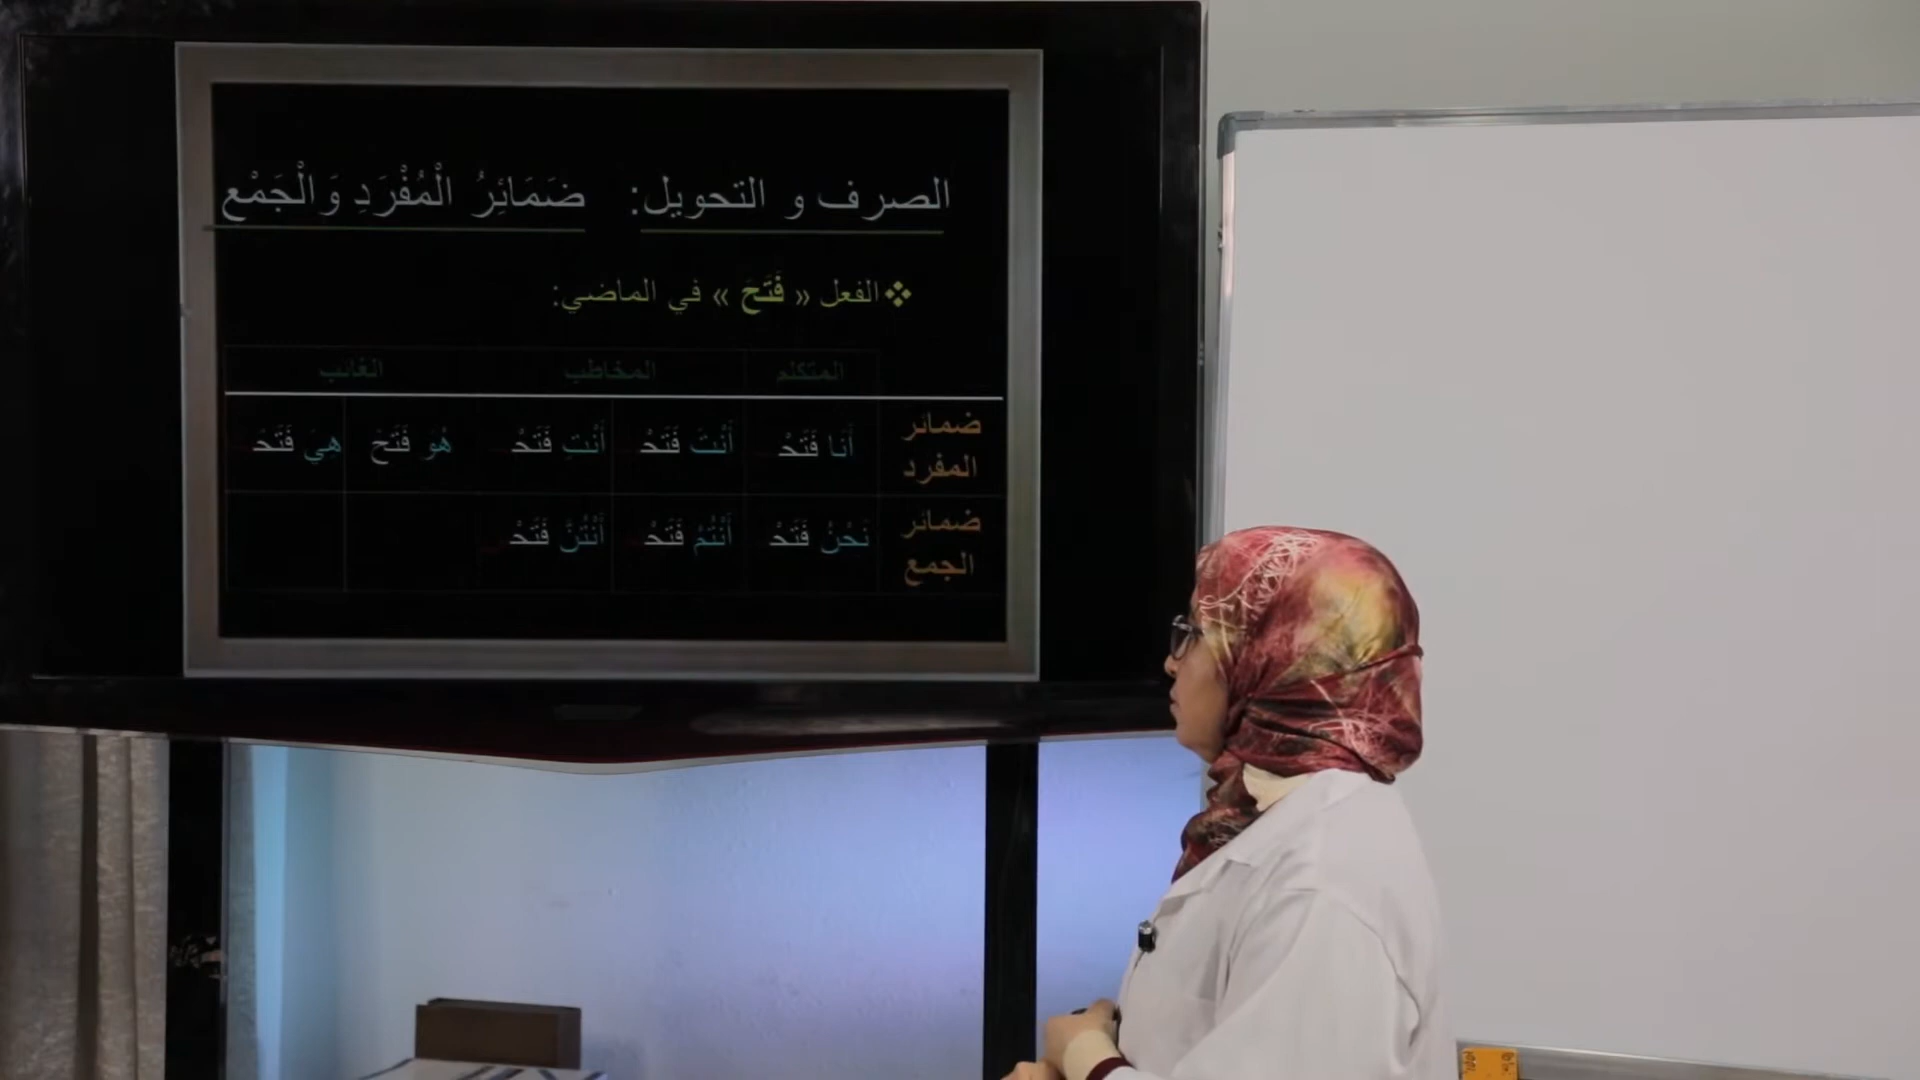 الصرف و التحويل: ضَمَائِرُ الْمُفْرَدِ وَالْجَمْع
❖الفعل « فَتَحَ » في الماضي:
المتكلم المخاطب الغائب
ضمائر المفرد أَنَا فَتَحْـ أَنْتَ فَتَحْـ أَنْتِ فَتَحْـ هُوَ فَتَحَ هِيَ فَتَحَـ
ضمائر الجمع نَحْنُ فَتَحْـ أَنْتُمْ فَتَحْـ أَنْتُنَّ فَتَحْـ